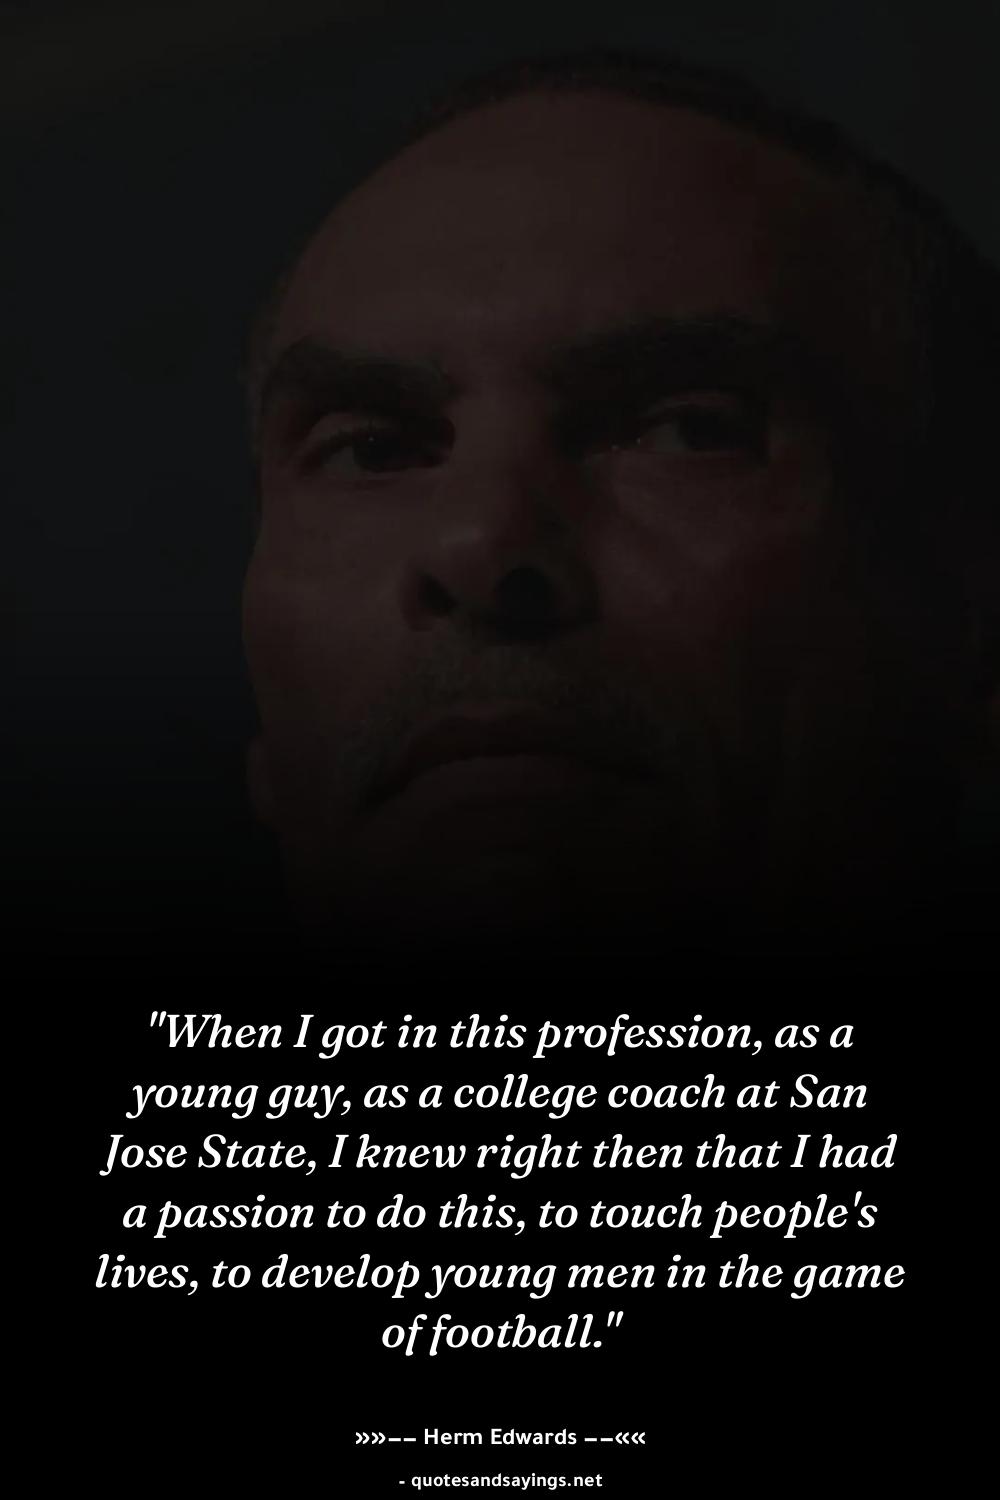 "When I got in this profession, as a
young guy, as a college coach at San
Jose State, I knew right then that I had
a passion to do this, to touch people's
lives, to develop young men in the game
of football."
»»–– Herm Edwards ––««
- quotesandsayings.net